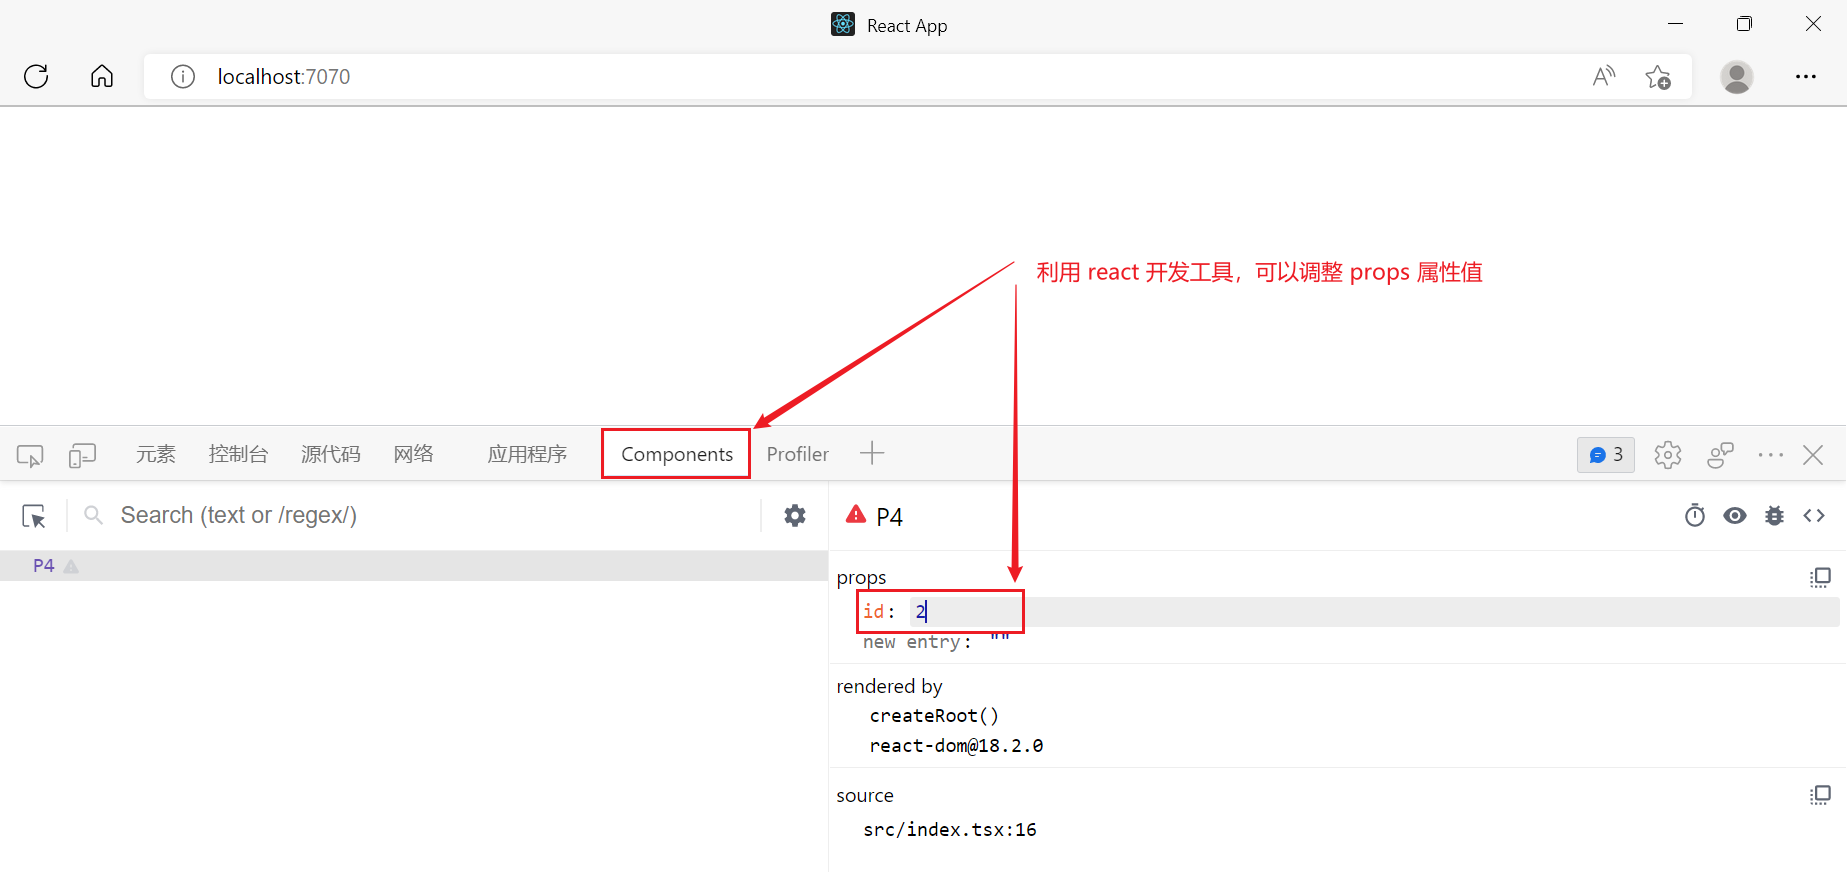 React App
localhost:7070
利用 react 开发工具，可以调整 props 属性值
元素 控制台 源代码 网络 应用程序 Components Profiler 3
Search (text or /regex/)
P4
P4
props
id: 2
new entry: ""
rendered by
createRoot()
react-dom@18.2.0
source
src/index.tsx:16